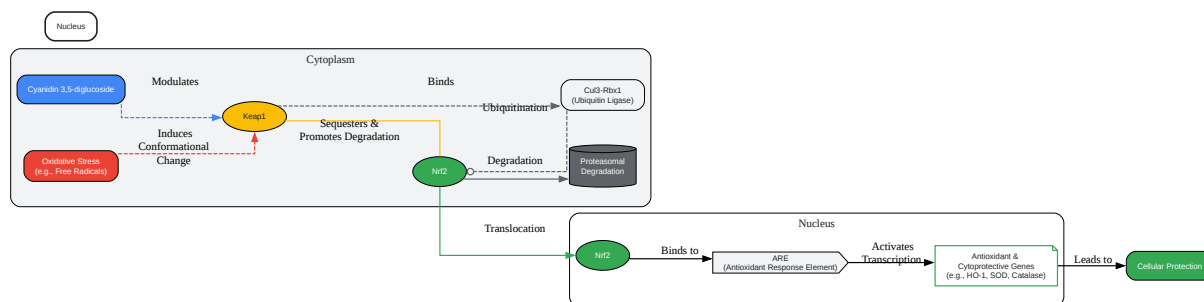 Nucleus
Cytoplasm
Cyanidin 3,5-diglucoside
Modulates
Binds
Cul3-Rbx1
(Ubiquitin Ligase)
Ubiquitination
Keap1
Sequesters &
Promotes Degradation
Induces
Conformational
Change
Oxidative Stress
(e.g., Free Radicals)
Nrf2
Degradation
Proteasomal
Degradation
Translocation
Nucleus
Nrf2
Binds to
ARE
(Antioxidant Response Element)
Activates
Transcription
Antioxidant &
Cytoprotective Genes
(e.g., HO-1, SOD, Catalase)
Leads to
Cellular Protection